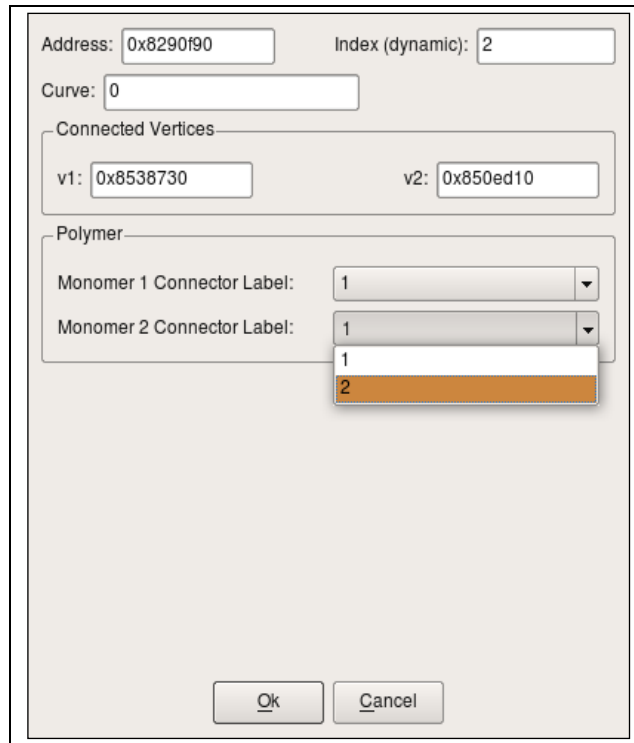 Address: 0x8290f90 Index (dynamic): 2
Curve: 0
Connected Vertices
v1: 0x8538730 v2: 0x850ed10
Polymer
Monomer 1 Connector Label: 1
Monomer 2 Connector Label: 1
1
2
Ok Cancel